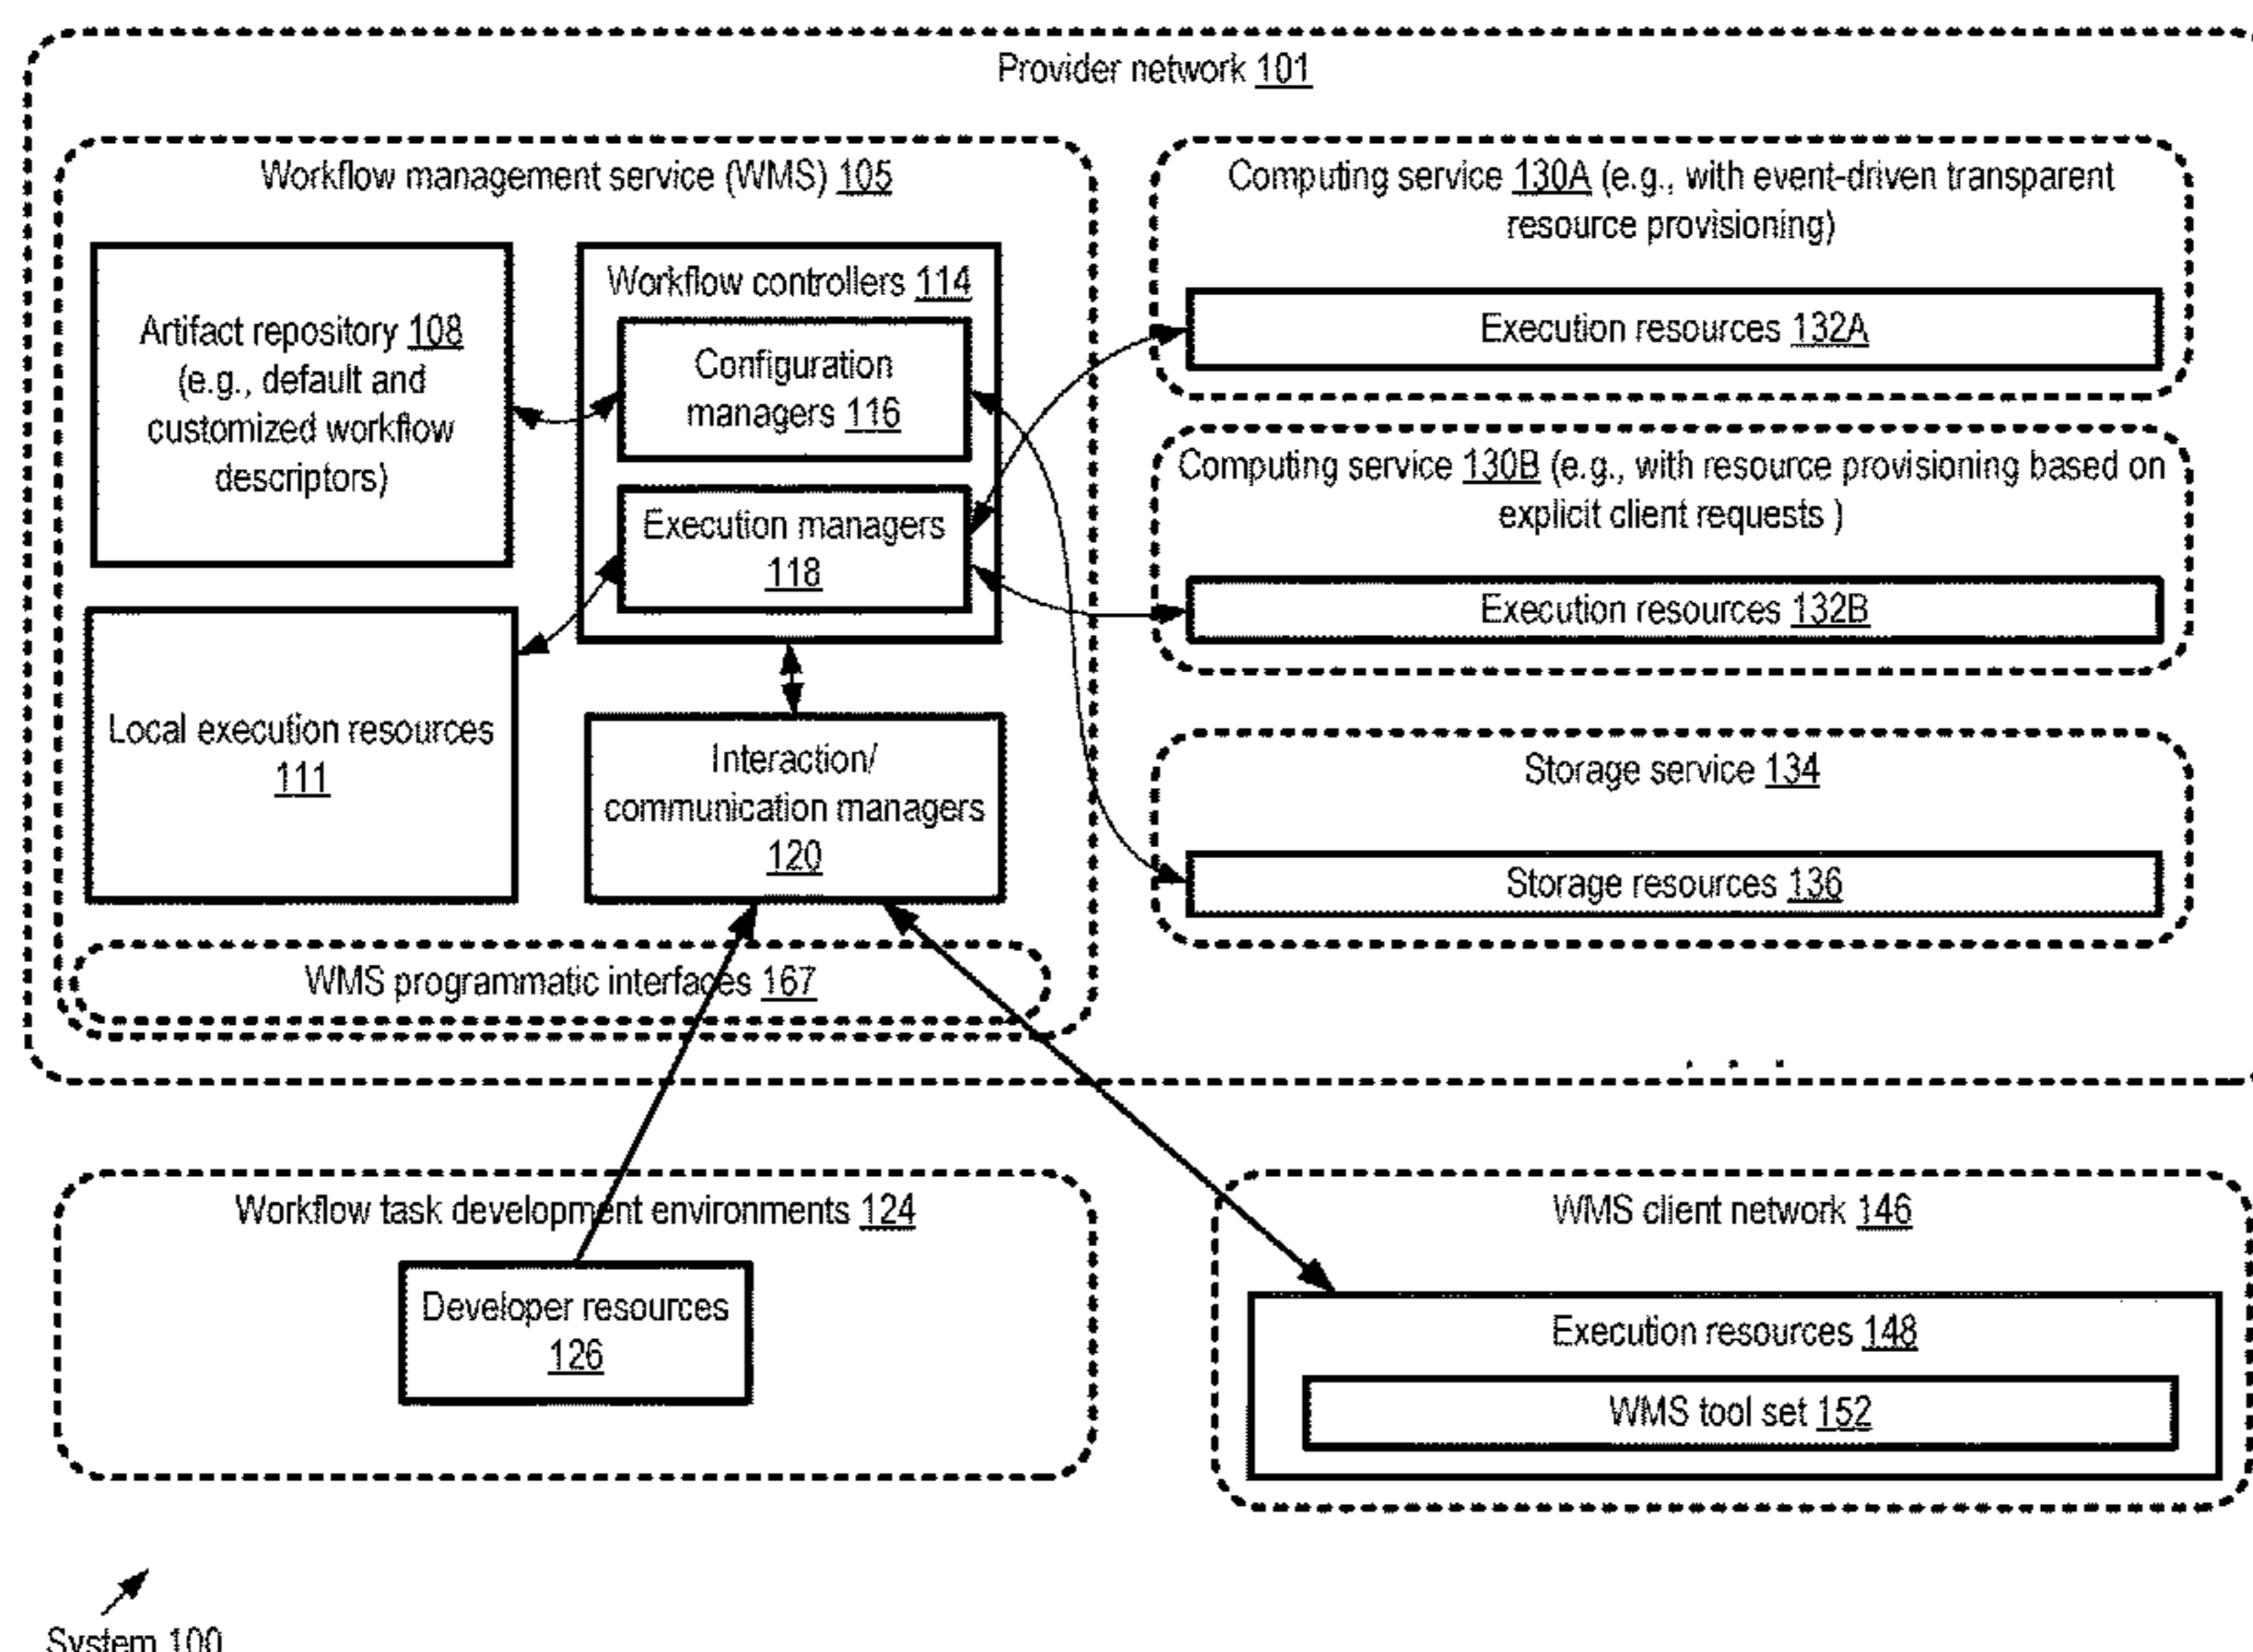 Provider network 101
Workflow management service (WMS) 105
Artifact repository 108
(e.g., default and
customized workflow
descriptors)
Workflow controllers 114
Configuration
managers 116
Execution managers
118
Local execution resources
111
Interaction/
communication managers
120
WMS programmatic interfaces 167
Computing service 130A (e.g., with event-driven transparent
resource provisioning)
Execution resources 132A
Computing service 130B (e.g., with resource provisioning based on
explicit client requests )
Execution resources 132B
Storage service 134
Storage resources 136
. . .
Workflow task development environments 124
Developer resources
126
WMS client network 146
Execution resources 148
WMS tool set 152
System 100